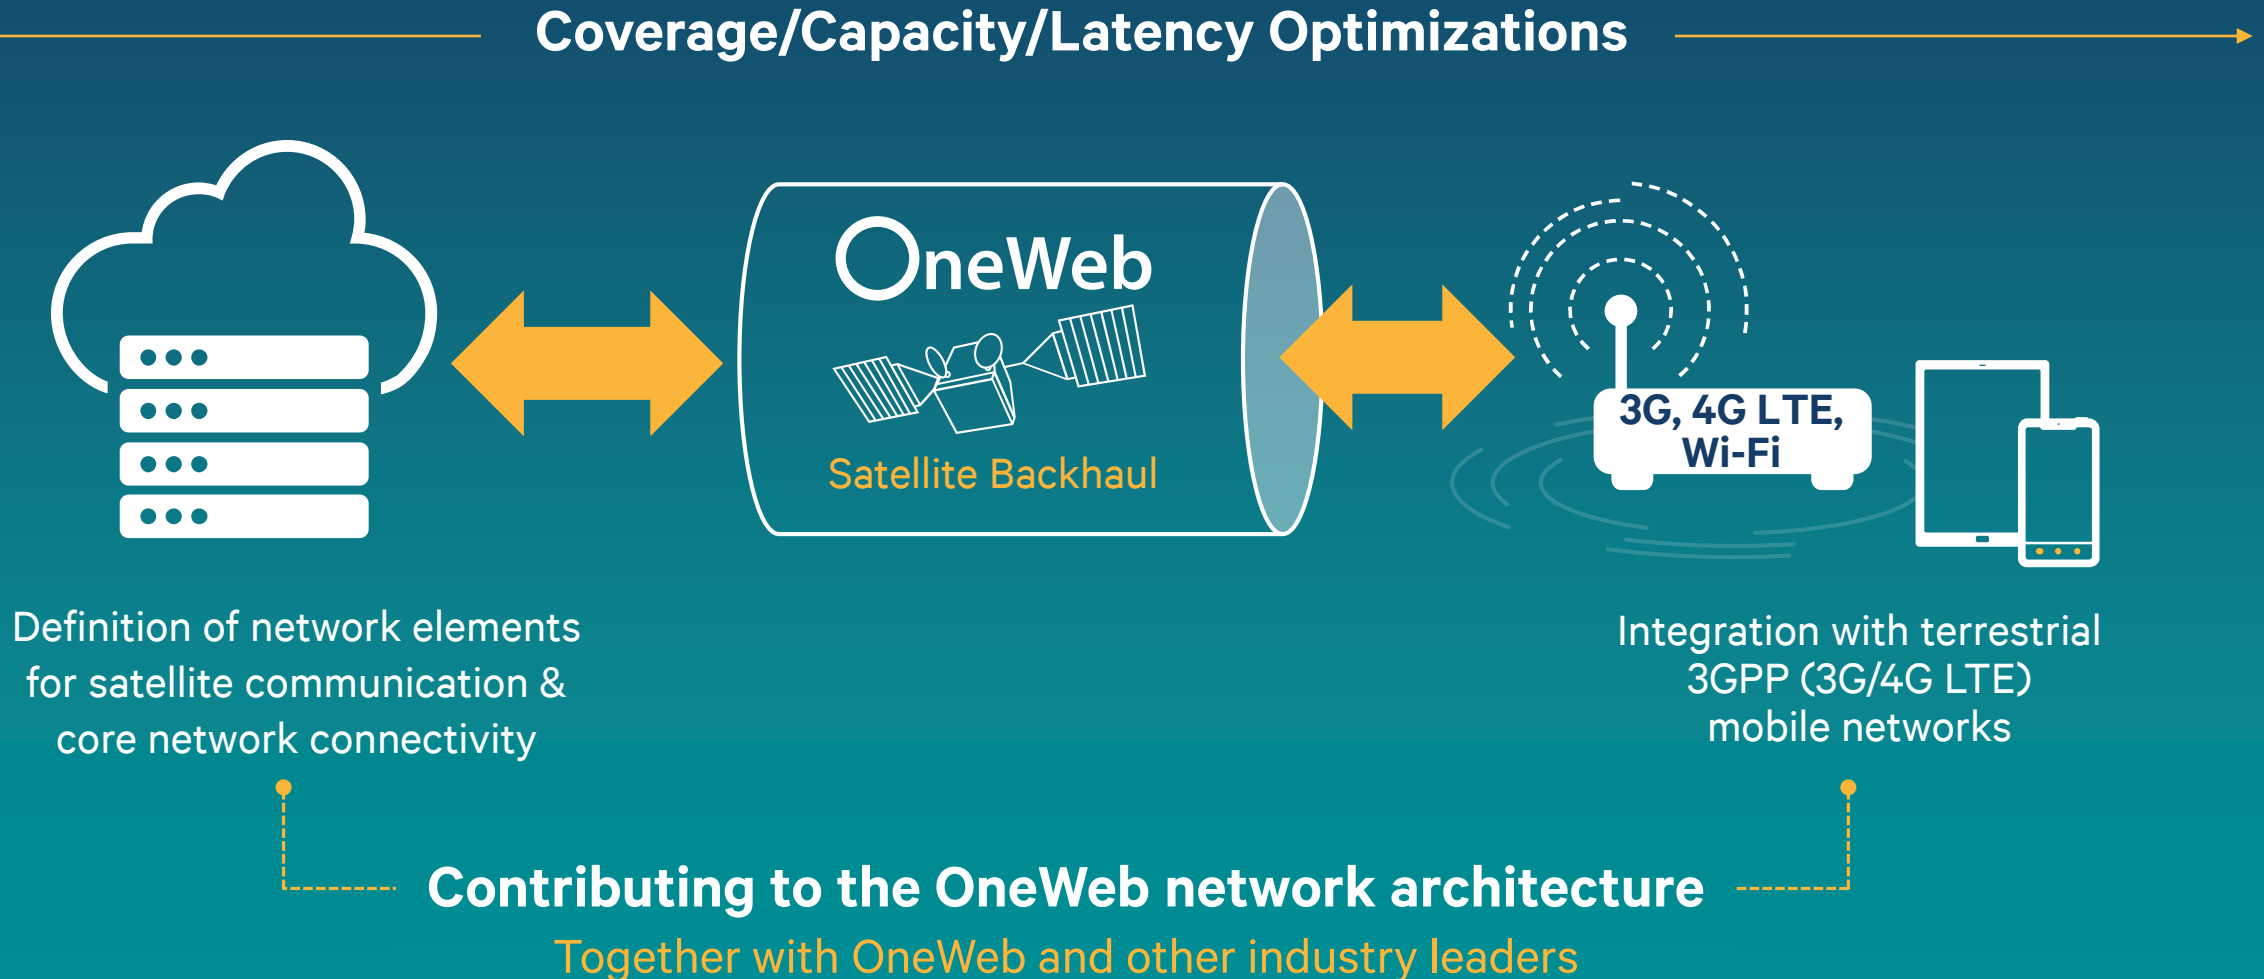 Coverage/Capacity/Latency Optimizations
OneWeb
Satellite Backhaul
3G, 4G LTE,
Wi-Fi
Definition of network elements
for satellite communication &
core network connectivity
Integration with terrestrial
3GPP (3G/4G LTE)
mobile networks
Contributing to the OneWeb network architecture
Together with OneWeb and other industry leaders